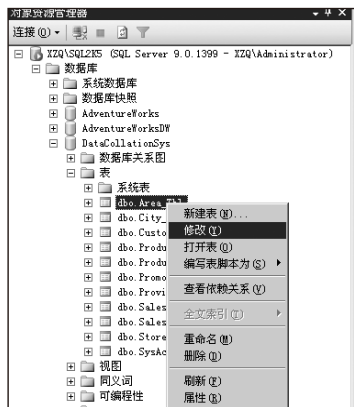 对象资源管理器
连接(O)
XZQ\SQL2K5 (SQL Server 9.0.1399 - XZQ\Administrator)
数据库
系统数据库
数据库快照
AdventureWorks
AdventureWorksDW
DataCollationSys
数据库关系图
表
系统表
dbo.Area_Tbl
dbo.City_
dbo.Custo
dbo.Produ
dbo.Produ
dbo.Promo
dbo.Provi
dbo.Sales
dbo.Sales
dbo.Store
dbo.SysAc
视图
同义词
可编程性
新建表(N)...
修改(Y)
打开表(O)
编写表脚本为(S)
查看依赖关系(V)
全文索引(T)
重命名(M)
删除(D)
刷新(F)
属性(R)